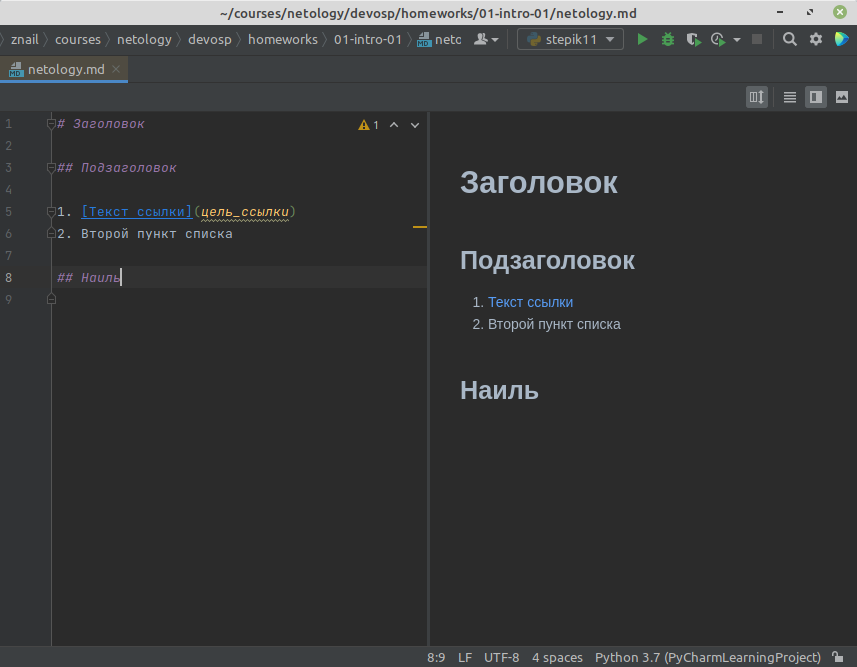 ~/courses/netology/devosp/homeworks/01-intro-01/netology.md
znail courses netology devosp homeworks 01-intro-01 neto stepik11
netology.md
1 # Заголовок 1
2
3 ## Подзаголовок
4
5 1. [Текст ссылки](цель_ссылки)
6 2. Второй пункт списка
7
8 ## Наиль
9
Заголовок
Подзаголовок
1. Текст ссылки
2. Второй пункт списка
Наиль
8:9 LF UTF-8 4 spaces Python 3.7 (PyCharmLearningProject)